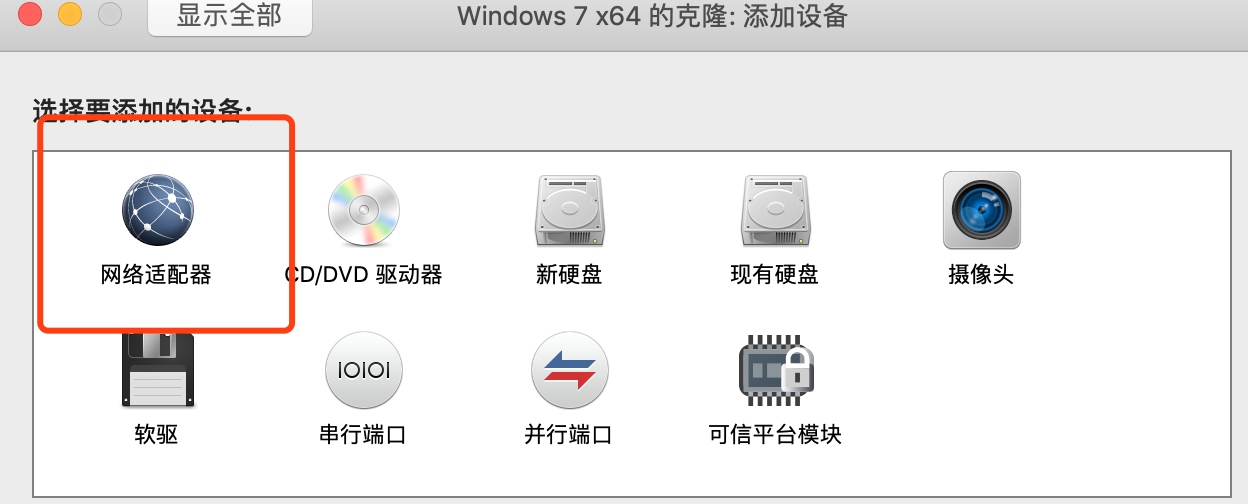 显示全部
Windows 7 x64 的克隆: 添加设备
选择要添加的设备:
网络适配器
CD/DVD 驱动器
新硬盘
现有硬盘
摄像头
软驱
串行端口
并行端口
可信平台模块